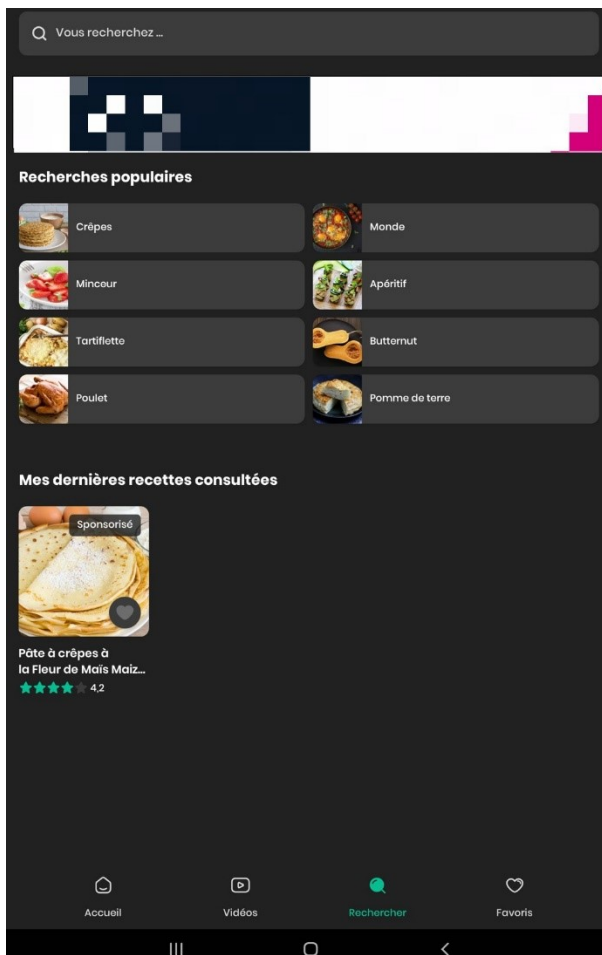 Vous recherchez ...
Recherches populaires
Crêpes
Monde
Minceur
Apéritif
Tartiflette
Butternut
Poulet
Pomme de terre
Mes dernières recettes consultées
Sponsorisé
Pâte à crêpes à
la Fleur de Maïs Maiz...
4,2
Accueil
Vidéos
Rechercher
Favoris